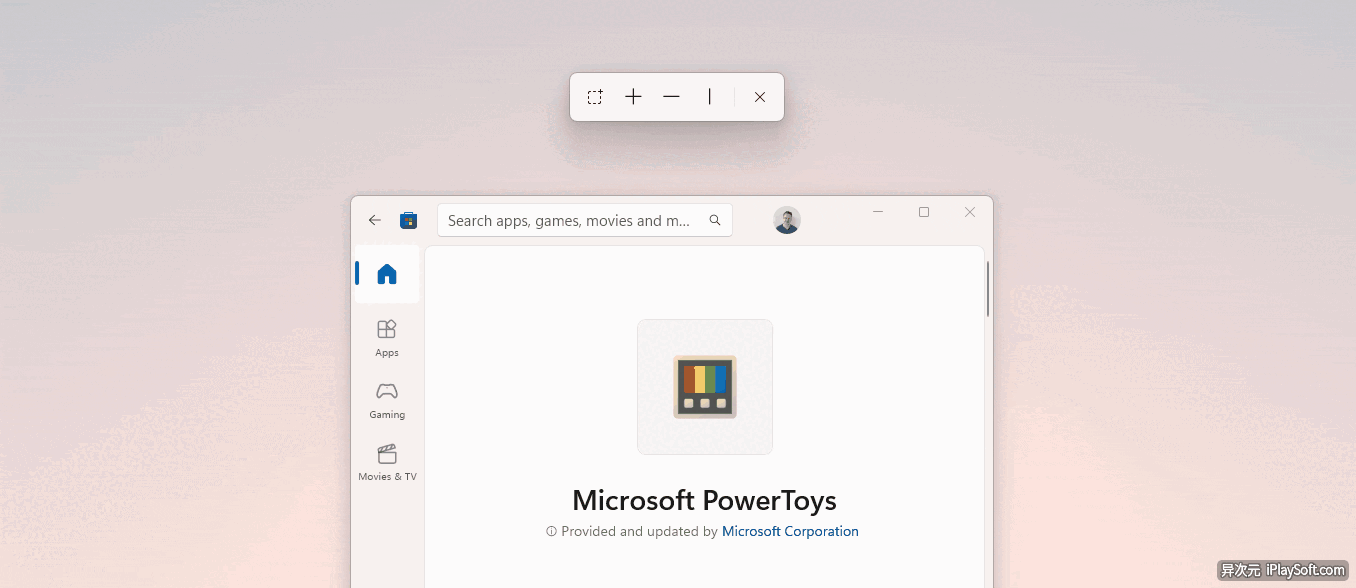 Search apps, games, movies and m...
Apps
Gaming
Movies & TV
Microsoft PowerToys
Provided and updated by Microsoft Corporation
异次元 iPlaySoft.com